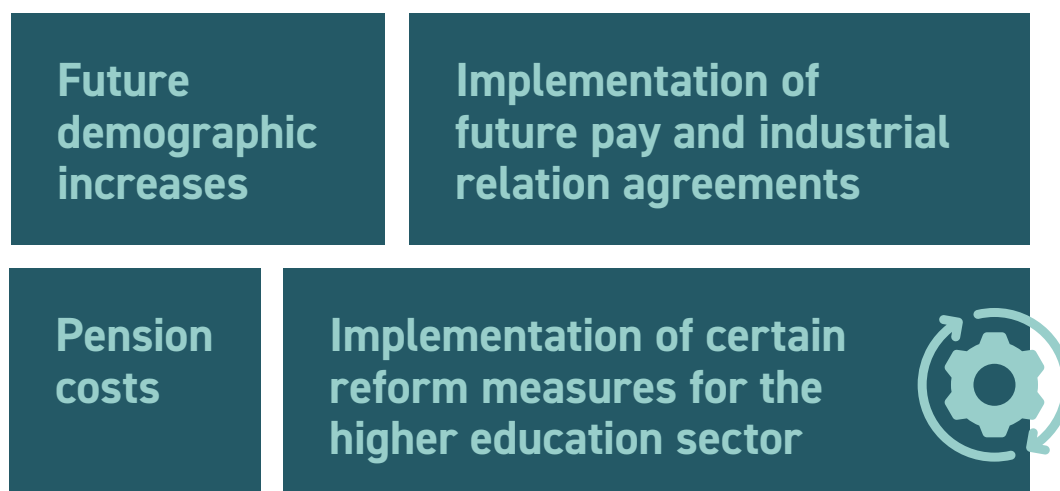 Future
demographic
increases
Implementation of
future pay and industrial
relation agreements
Pension
costs
Implementation of certain
reform measures for the
higher education sector